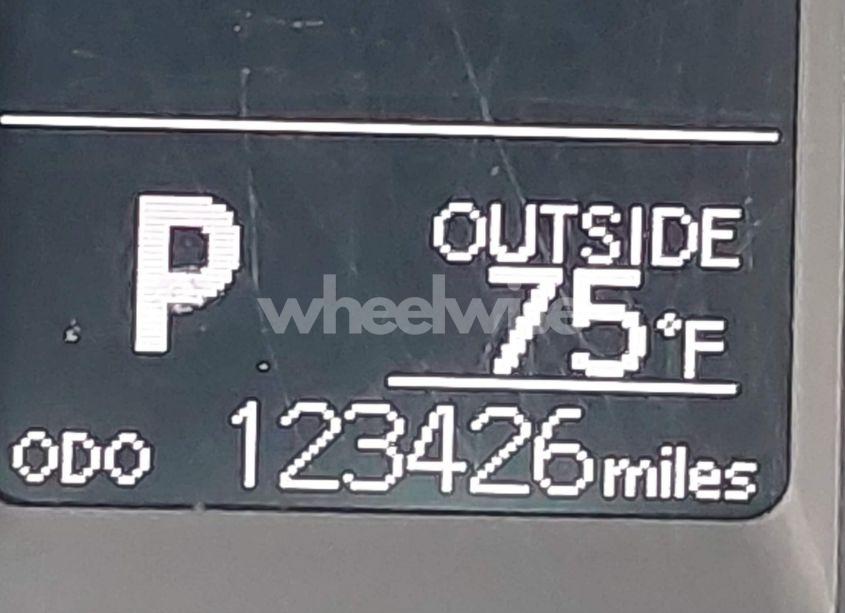 OUTSIDE
P 75°F
wheelwise
ODO 123426 miles